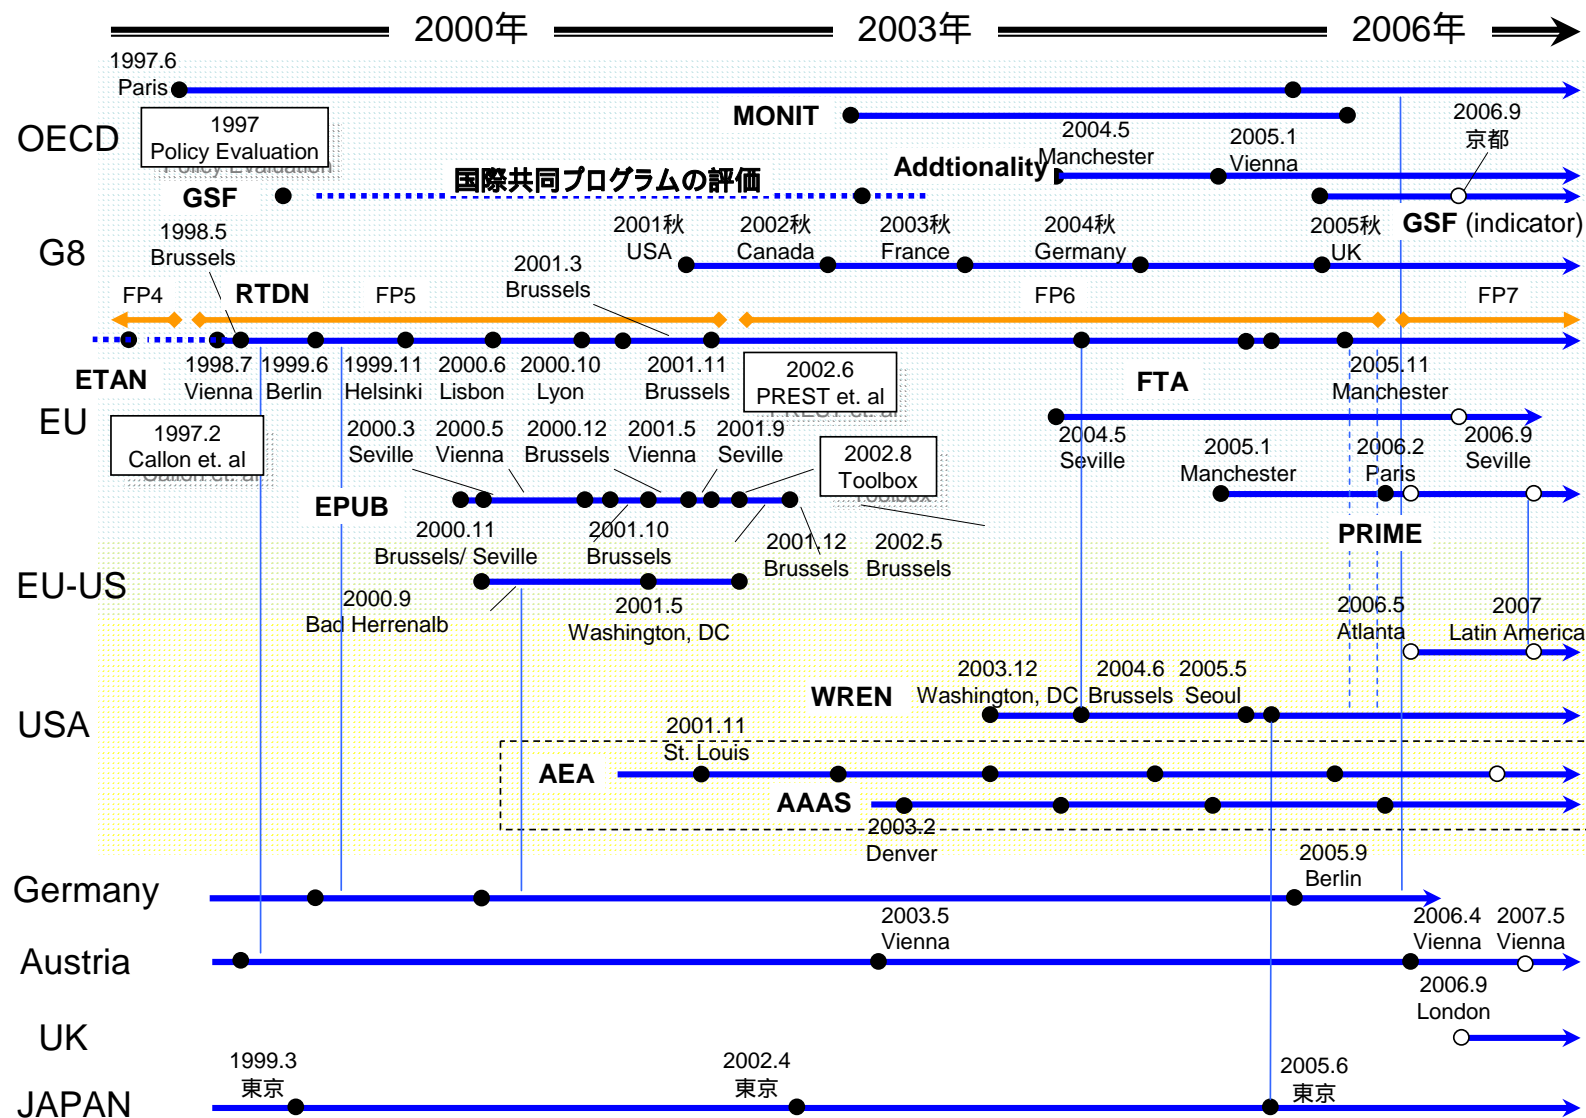 2000年
2003年
2006年
1997.6
Paris
OECD
1997
Policy Evaluation
MONIT
2004.5
Manchester
2005.1
Vienna
2006.9
京都
Addtionality
国際共同プログラムの評価
GSF
GSF (indicator)
G8
1998.5
Brussels
2001秋
USA
2002秋
Canada
2003秋
France
2004秋
Germany
2005秋
UK
2001.3
Brussels
FP4
RTDN
FP5
FP6
FP7
ETAN
1998.7
Vienna
1999.6
Berlin
1999.11
Helsinki
2000.6
Lisbon
2000.10
Lyon
2001.11
Brussels
2002.6
PREST et. al
FTA
2005.11
Manchester
EU
1997.2
Callon et. al
2000.3
Seville
2000.5
Vienna
2000.12
Brussels
2001.5
Vienna
2001.9
Seville
2002.8
Toolbox
2004.5
Seville
2005.1
Manchester
2006.2
Paris
2006.9
Seville
EPUB
2000.11
Brussels/ Seville
2001.10
Brussels
2001.12
Brussels
2002.5
Brussels
PRIME
EU-US
2000.9
Bad Herrenalb
2001.5
Washington, DC
2006.5
Atlanta
2007
Latin America
USA
WREN
2003.12
Washington, DC
2004.6
Brussels
2005.5
Seoul
2001.11
St. Louis
AEA
AAAS
2003.2
Denver
Germany
2005.9
Berlin
Austria
2003.5
Vienna
2006.4
Vienna
2007.5
Vienna
UK
2006.9
London
JAPAN
1999.3
東京
2002.4
東京
2005.6
東京